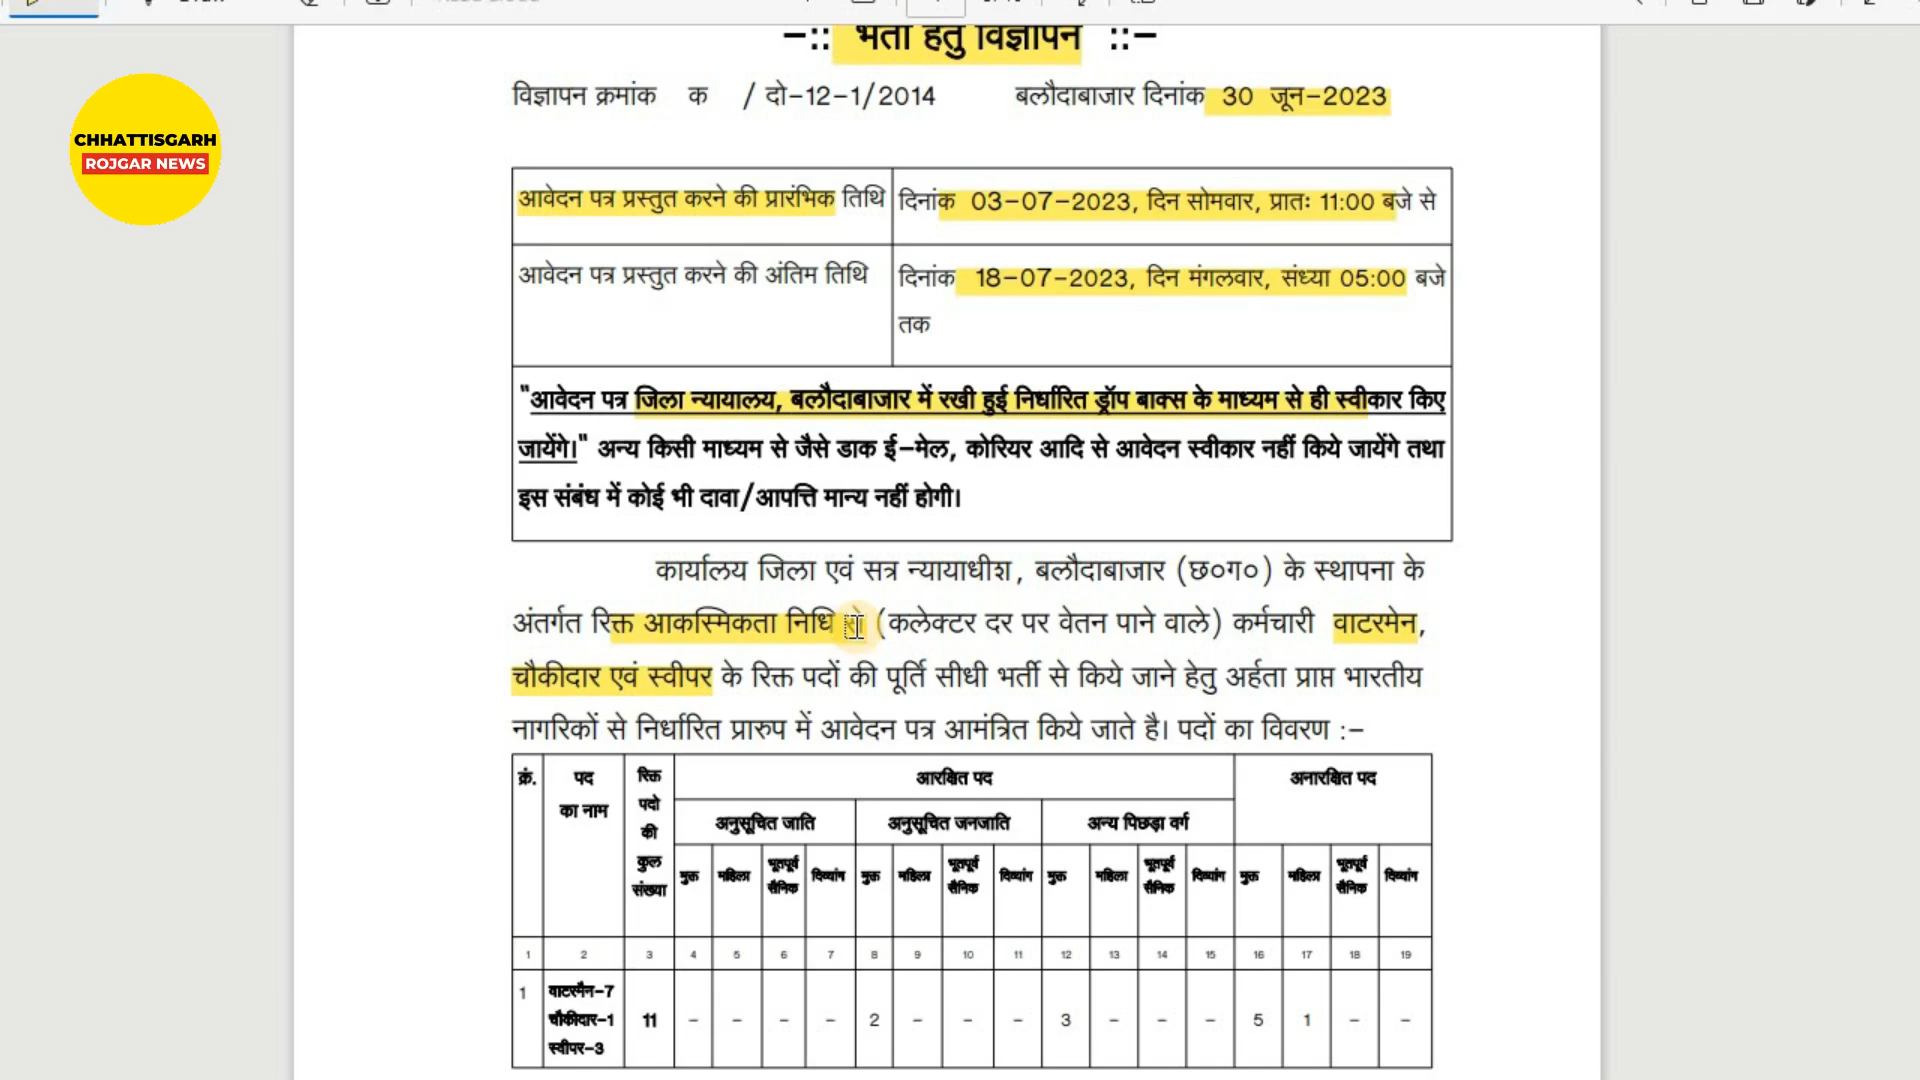 –:: भर्ती हेतु विज्ञापन ::–
विज्ञापन क्रमांक क / दो–12–1/2014 बलौदाबाजार दिनांक 30 जून–2023
CHHATTISGARH
ROJGAR NEWS
आवेदन पत्र प्रस्तुत करने की प्रारंभिक तिथि दिनांक 03–07–2023, दिन सोमवार, प्रातः 11:00 बजे से
आवेदन पत्र प्रस्तुत करने की अंतिम तिथि दिनांक 18–07–2023, दिन मंगलवार, संध्या 05:00 बजे
तक
"आवेदन पत्र जिला न्यायालय, बलौदाबाजार में रखी हुई निर्धारित ड्रॉप बाक्स के माध्यम से ही स्वीकार किए
जायेंगे।" अन्य किसी माध्यम से जैसे डाक ई–मेल, कोरियर आदि से आवेदन स्वीकार नहीं किये जायेंगे तथा
इस संबंध में कोई भी दावा/आपत्ति मान्य नहीं होगी।
कार्यालय जिला एवं सत्र न्यायाधीश, बलौदाबाजार (छ०ग०) के स्थापना के
अंतर्गत रिक्त आकस्मिकता निधि से (कलेक्टर दर पर वेतन पाने वाले) कर्मचारी वाटरमेन,
चौकीदार एवं स्वीपर के रिक्त पदों की पूर्ति सीधी भर्ती से किये जाने हेतु अर्हता प्राप्त भारतीय
नागरिकों से निर्धारित प्रारुप में आवेदन पत्र आमंत्रित किये जाते है। पदों का विवरण :–
क्रं. पद का नाम रिक्त पदो की कुल संख्या आरक्षित पद अनारक्षित पद
अनुसूचित जाति अनुसूचित जनजाति अन्य पिछड़ा वर्ग
मुक्त महिला भूतपूर्व सैनिक दिव्यांग मुक्त महिला भूतपूर्व सैनिक दिव्यांग मुक्त महिला भूतपूर्व सैनिक दिव्यांग मुक्त महिला भूतपूर्व सैनिक दिव्यांग
1 2 3 4 5 6 7 8 9 10 11 12 13 14 15 16 17 18 19
1 वाटरमैन–7 चौकीदार–1 स्वीपर–3 11 – – – – 2 – – – 3 – – – 5 1 – –